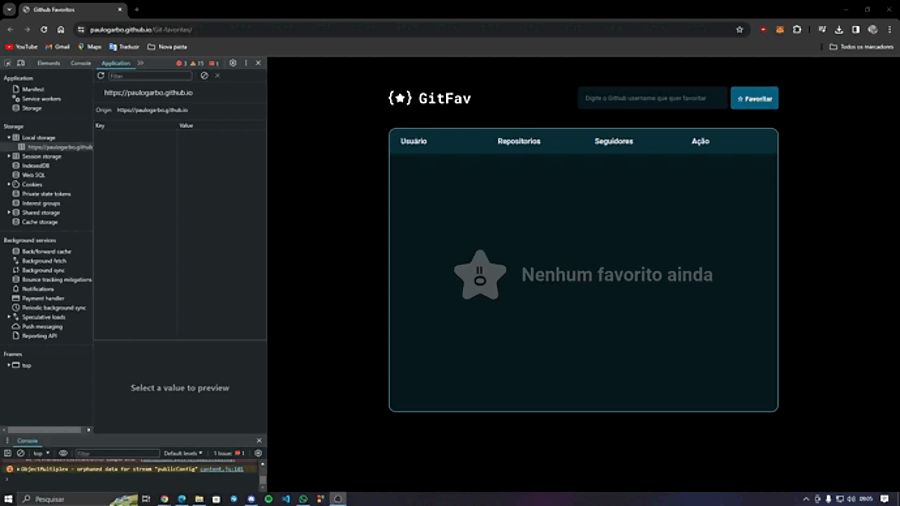 Github Favoritos
paulogarbo.github.io/Git-favoritos/
YouTube
Gmail
Maps
Traduzir
Nova pasta
Todos os marcadores
Elements
Console
Application
Filter
Application
Manifest
Service workers
Storage
https://paulogarbo.github.io
Origin https://paulogarbo.github.io
Key
Value
Storage
Local storage
https://paulogarbo.github
Session storage
IndexedDB
Web SQL
Cookies
Private state tokens
Interest groups
Shared storage
Cache storage
Background services
Back/forward cache
Background fetch
Background sync
Bounce tracking mitigations
Notifications
Payment handler
Periodic background sync
Speculative loads
Push messaging
Reporting API
Frames
top
Select a value to preview
Console
top
Filter
Default levels
1 Issue:
ObjectMultiplex - orphaned data for stream "publicConfig"
content.js:101
GitFav
Digite o Github username que quer favoritar
Favoritar
Usuário
Repositorios
Seguidores
Ação
Nenhum favorito ainda
Pesquisar